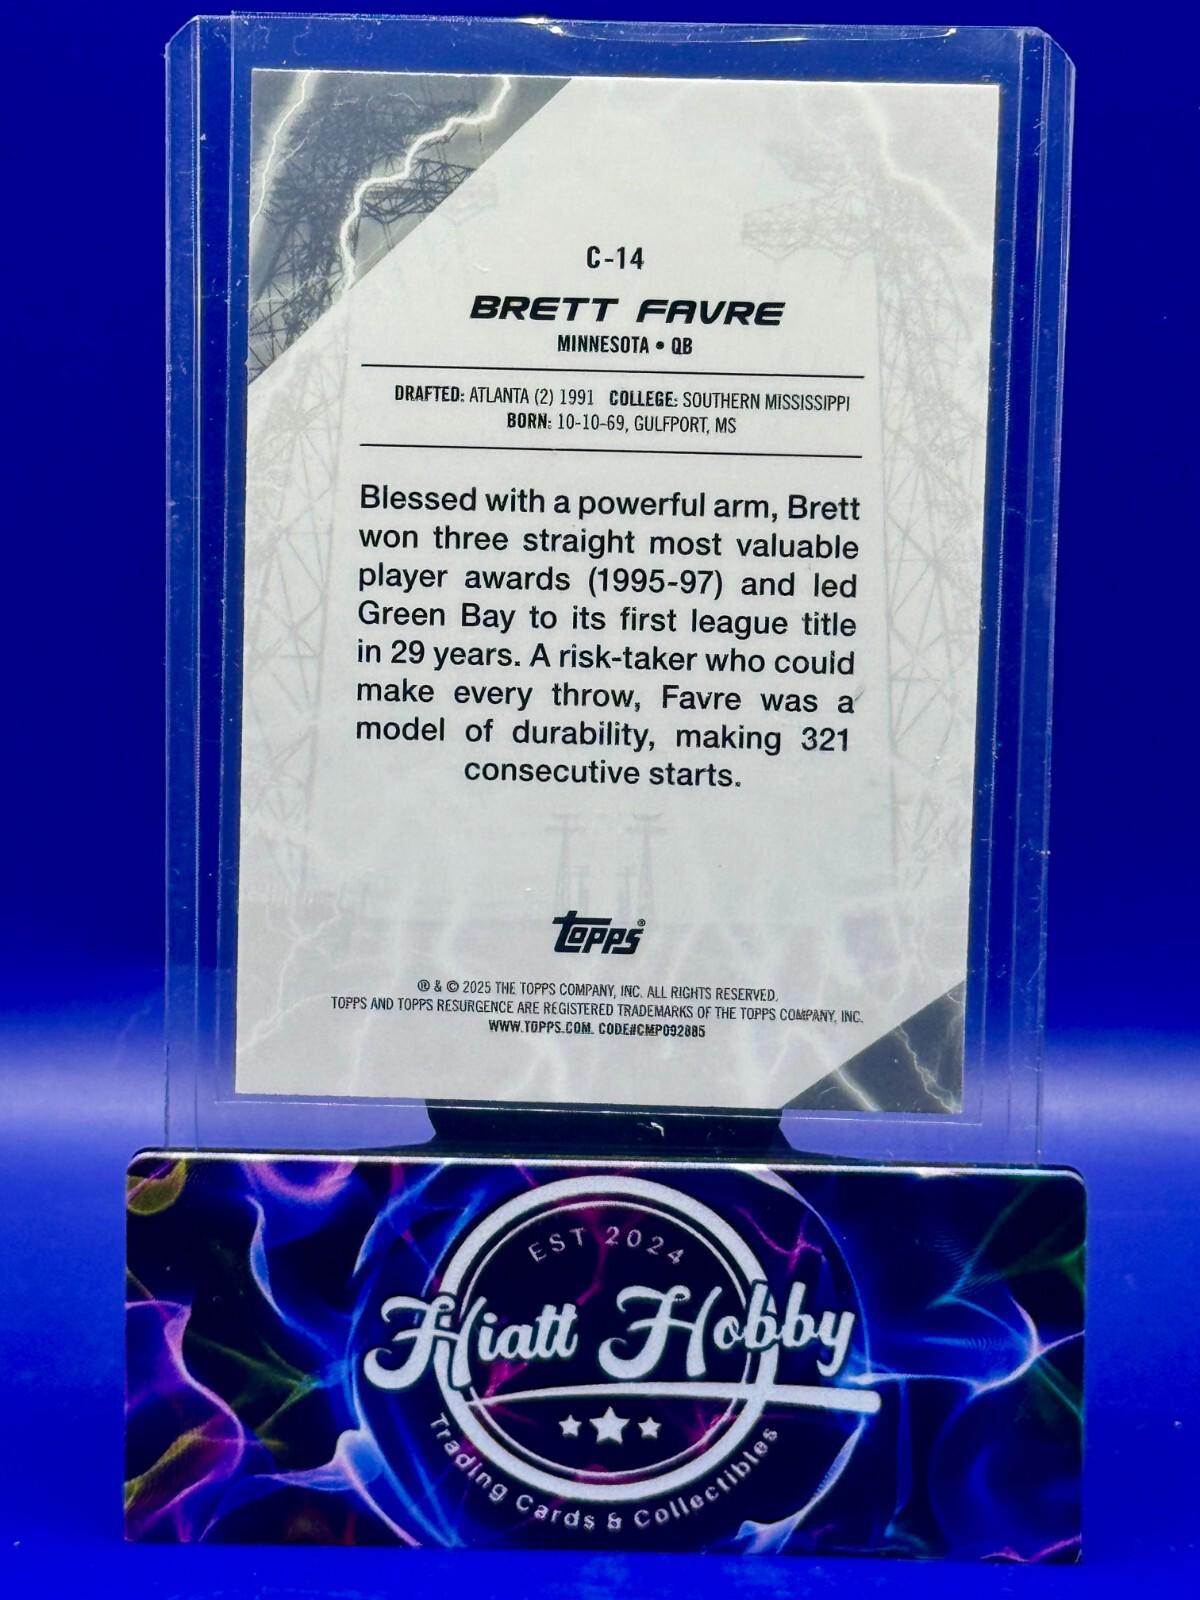 C-14
BRETT FAVRE
MINNESOTA • QB
DRAFTED: ATLANTA (2) 1991 COLLEGE: SOUTHERN MISSISSIPPI
BORN: 10-10-69, GULFPORT, MS
Blessed with a powerful arm, Brett
won three straight most valuable
player awards (1995-97) and led
Green Bay to its first league title
in 29 years. A risk-taker who could
make every throw, Favre was a
model of durability, making 321
consecutive starts.
topps®
® & © 2025 THE TOPPS COMPANY, INC. ALL RIGHTS RESERVED.
TOPPS AND TOPPS RESURGENCE ARE REGISTERED TRADEMARKS OF THE TOPPS COMPANY, INC.
WWW.TOPPS.COM. CODE#CMP092885
EST 2024
Hiatt Hobby
Trading Cards & Collectibles